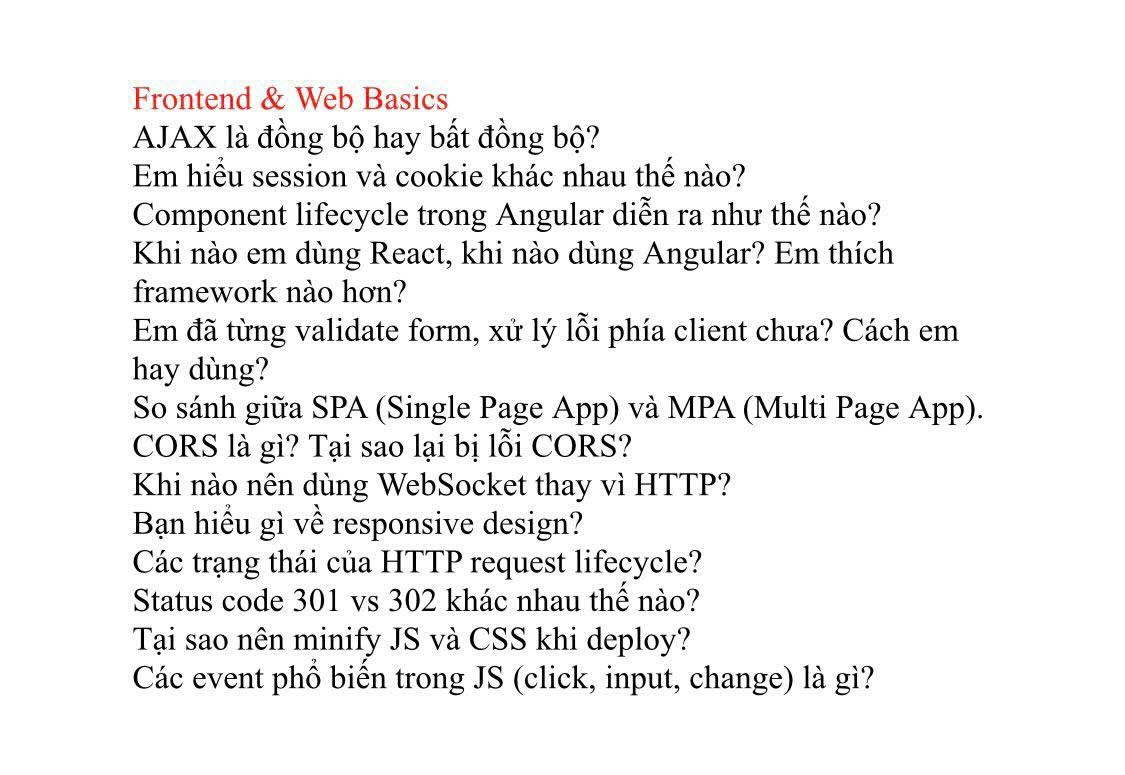 Frontend & Web Basics
AJAX là đồng bộ hay bất đồng bộ?
Em hiểu session và cookie khác nhau thế nào?
Component lifecycle trong Angular diễn ra như thế nào?
Khi nào em dùng React, khi nào dùng Angular? Em thích
framework nào hơn?
Em đã từng validate form, xử lý lỗi phía client chưa? Cách em
hay dùng?
So sánh giữa SPA (Single Page App) và MPA (Multi Page App).
CORS là gì? Tại sao lại bị lỗi CORS?
Khi nào nên dùng WebSocket thay vì HTTP?
Bạn hiểu gì về responsive design?
Các trạng thái của HTTP request lifecycle?
Status code 301 vs 302 khác nhau thế nào?
Tại sao nên minify JS và CSS khi deploy?
Các event phổ biến trong JS (click, input, change) là gì?